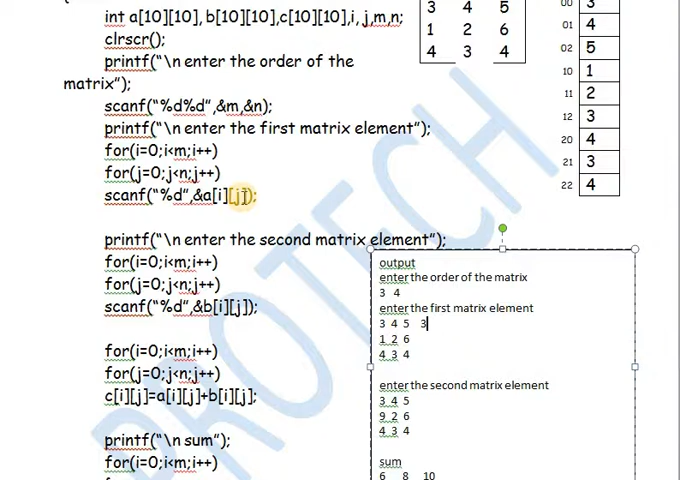 int a[10][10], b[10][10],c[10][10],i, j,m,n;
clrscr();
printf("\n enter the order of the
matrix");
scanf("%d%d",&m,&n);
printf("\n enter the first matrix element");
for(i=0;i<m;i++)
for(j=0;j<n;j++)
scanf("%d",&a[i][j]);
printf("\n enter the second matrix element");
for(i=0;i<m;i++)
for(j=0;j<n;j++)
scanf("%d",&b[i][j]);
for(i=0;i<m;i++)
for(j=0;j<n;j++)
c[i][j]=a[i][j]+b[i][j];
printf("\n sum");
for(i=0;i<m;i++)
3 4 5
1 2 6
4 3 4
00 3
01 4
02 5
10 1
11 2
12 3
20 4
21 3
22 4
output
enter the order of the matrix
3 4
enter the first matrix element
3 4 5 3
1 2 6
4 3 4
enter the second matrix element
3 4 5
9 2 6
4 3 4
sum
6 8 10
PROTECH